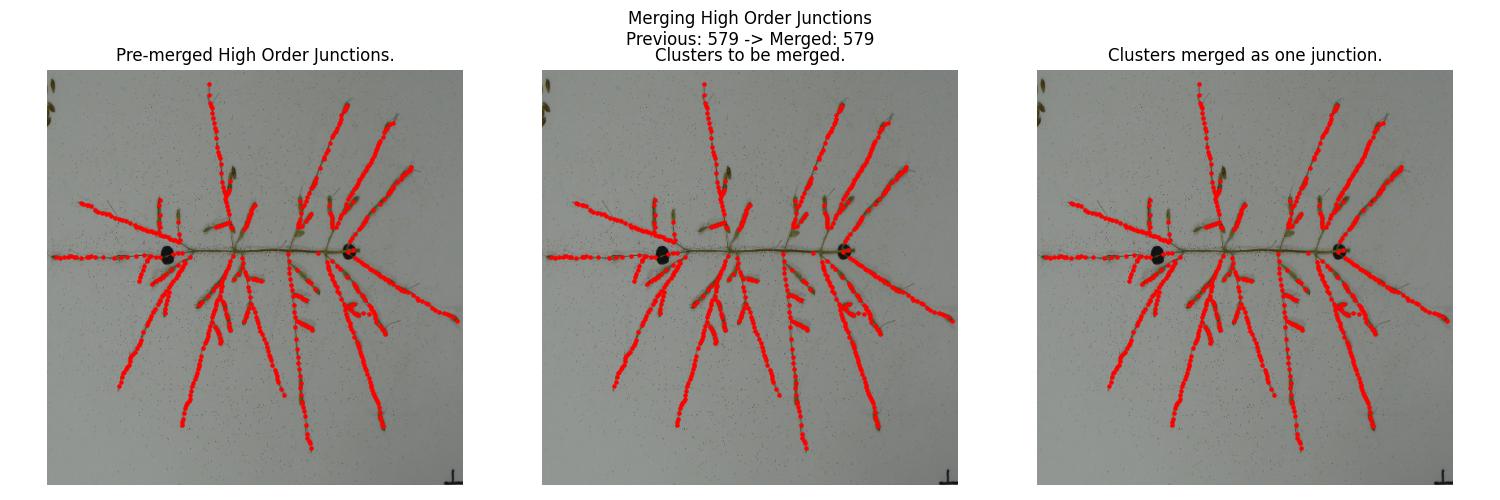 Merging High Order Junctions
Previous: 579 -> Merged: 579
Pre-merged High Order Junctions.
Clusters to be merged.
Clusters merged as one junction.